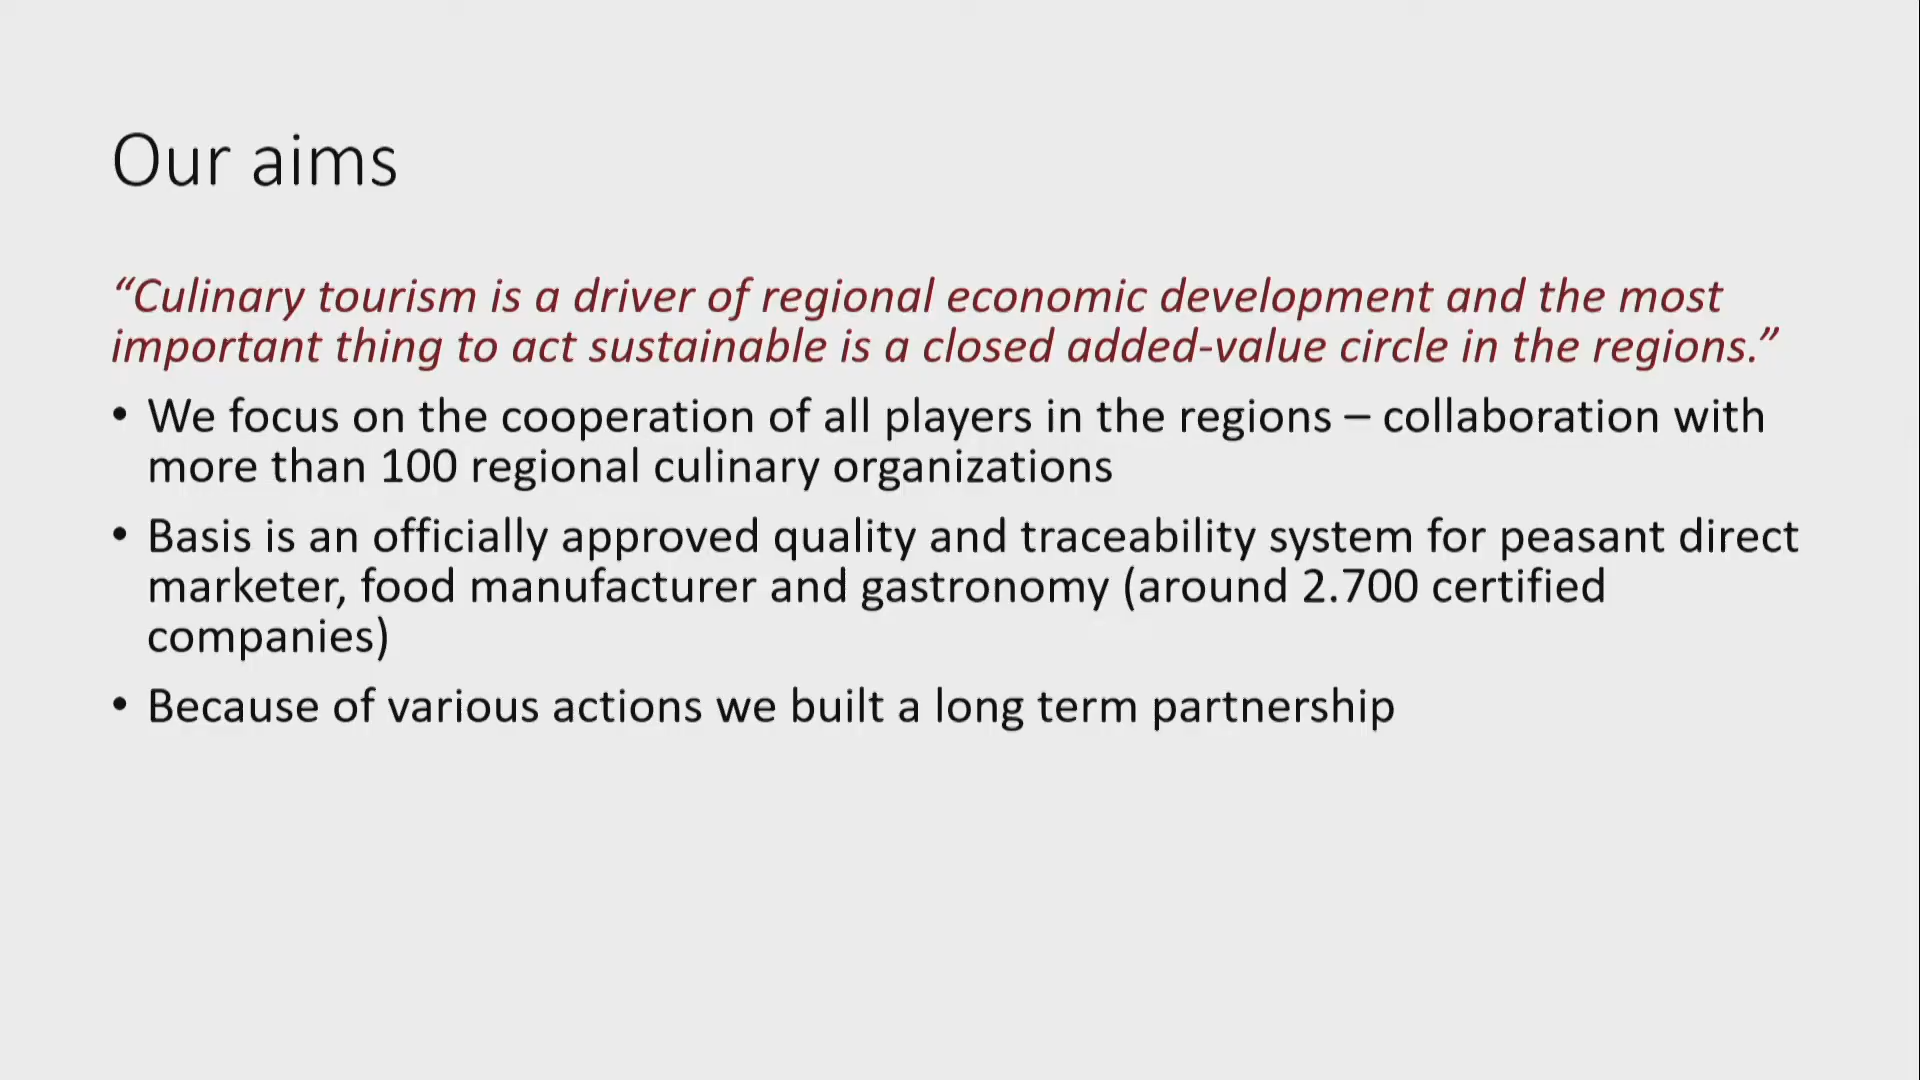 Our aims
“Culinary tourism is a driver of regional economic development and the most
important thing to act sustainable is a closed added-value circle in the regions.”
• We focus on the cooperation of all players in the regions – collaboration with
more than 100 regional culinary organizations
• Basis is an officially approved quality and traceability system for peasant direct
marketer, food manufacturer and gastronomy (around 2.700 certified
companies)
• Because of various actions we built a long term partnership